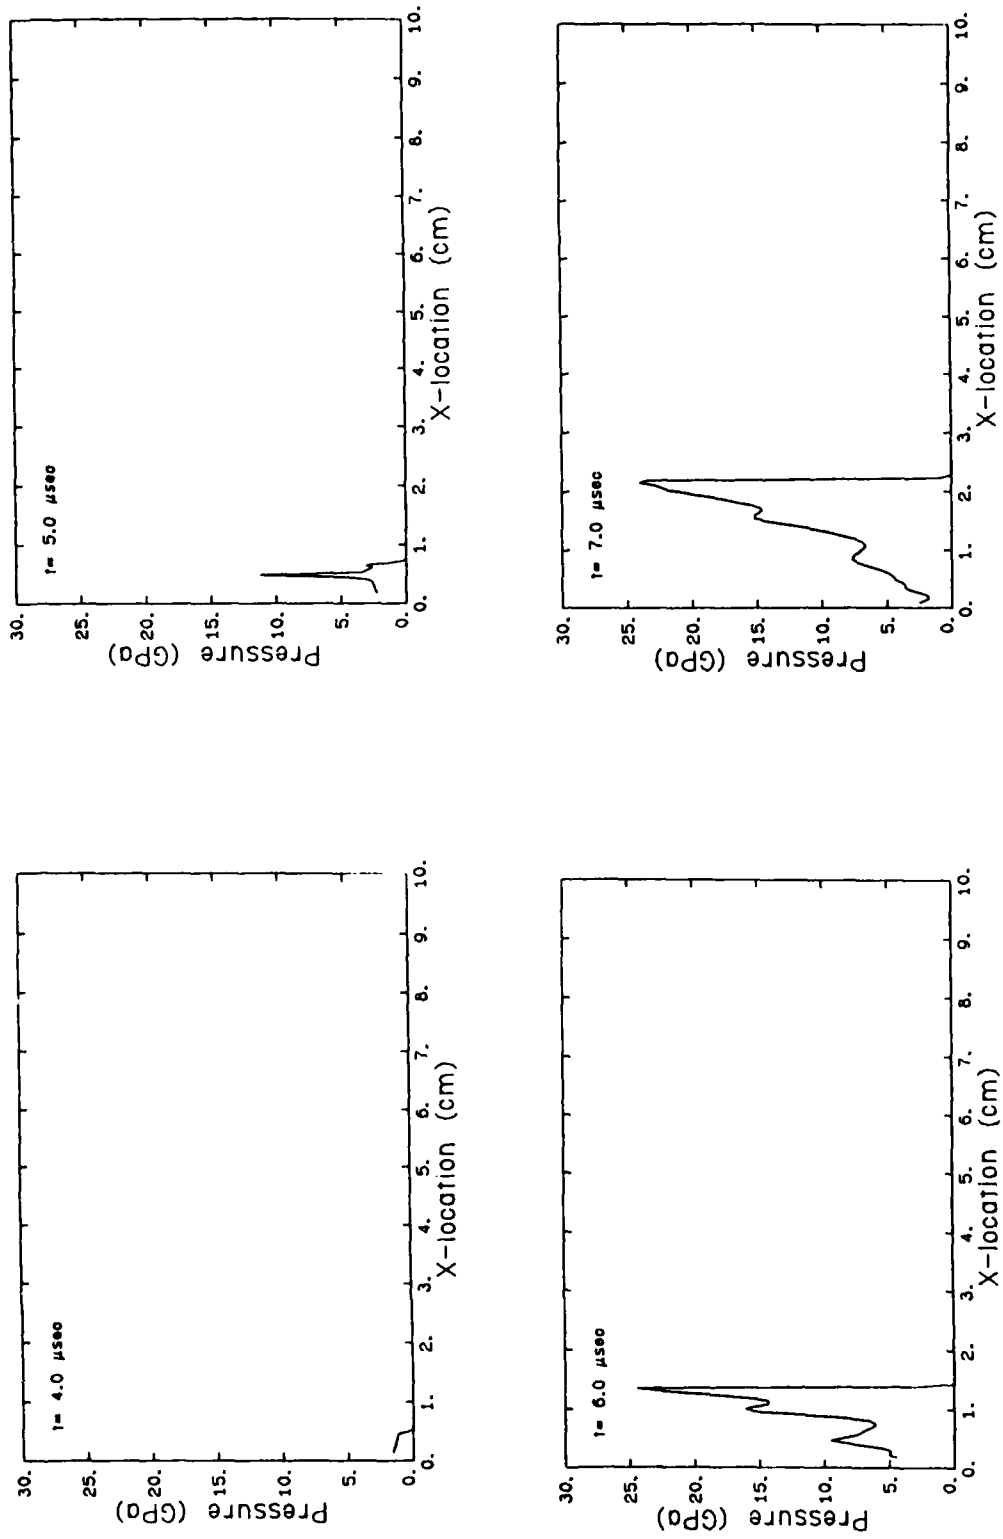 Pressure (GPa)
30.
25.
20.
15.
10.
5.
0.
t= 4.0 μsec
0. 1. 2. 3. 4. 5. 6. 7. 8. 9. 10.
X-location (cm)
Pressure (GPa)
30.
25.
20.
15.
10.
5.
0.
t= 5.0 μsec
0. 1. 2. 3. 4. 5. 6. 7. 8. 9. 10.
X-location (cm)
Pressure (GPa)
30.
25.
20.
15.
10.
5.
0.
t= 6.0 μsec
0. 1. 2. 3. 4. 5. 6. 7. 8. 9. 10.
X-location (cm)
Pressure (GPa)
30.
25.
20.
15.
10.
5.
0.
t= 7.0 μsec
0. 1. 2. 3. 4. 5. 6. 7. 8. 9. 10.
X-location (cm)